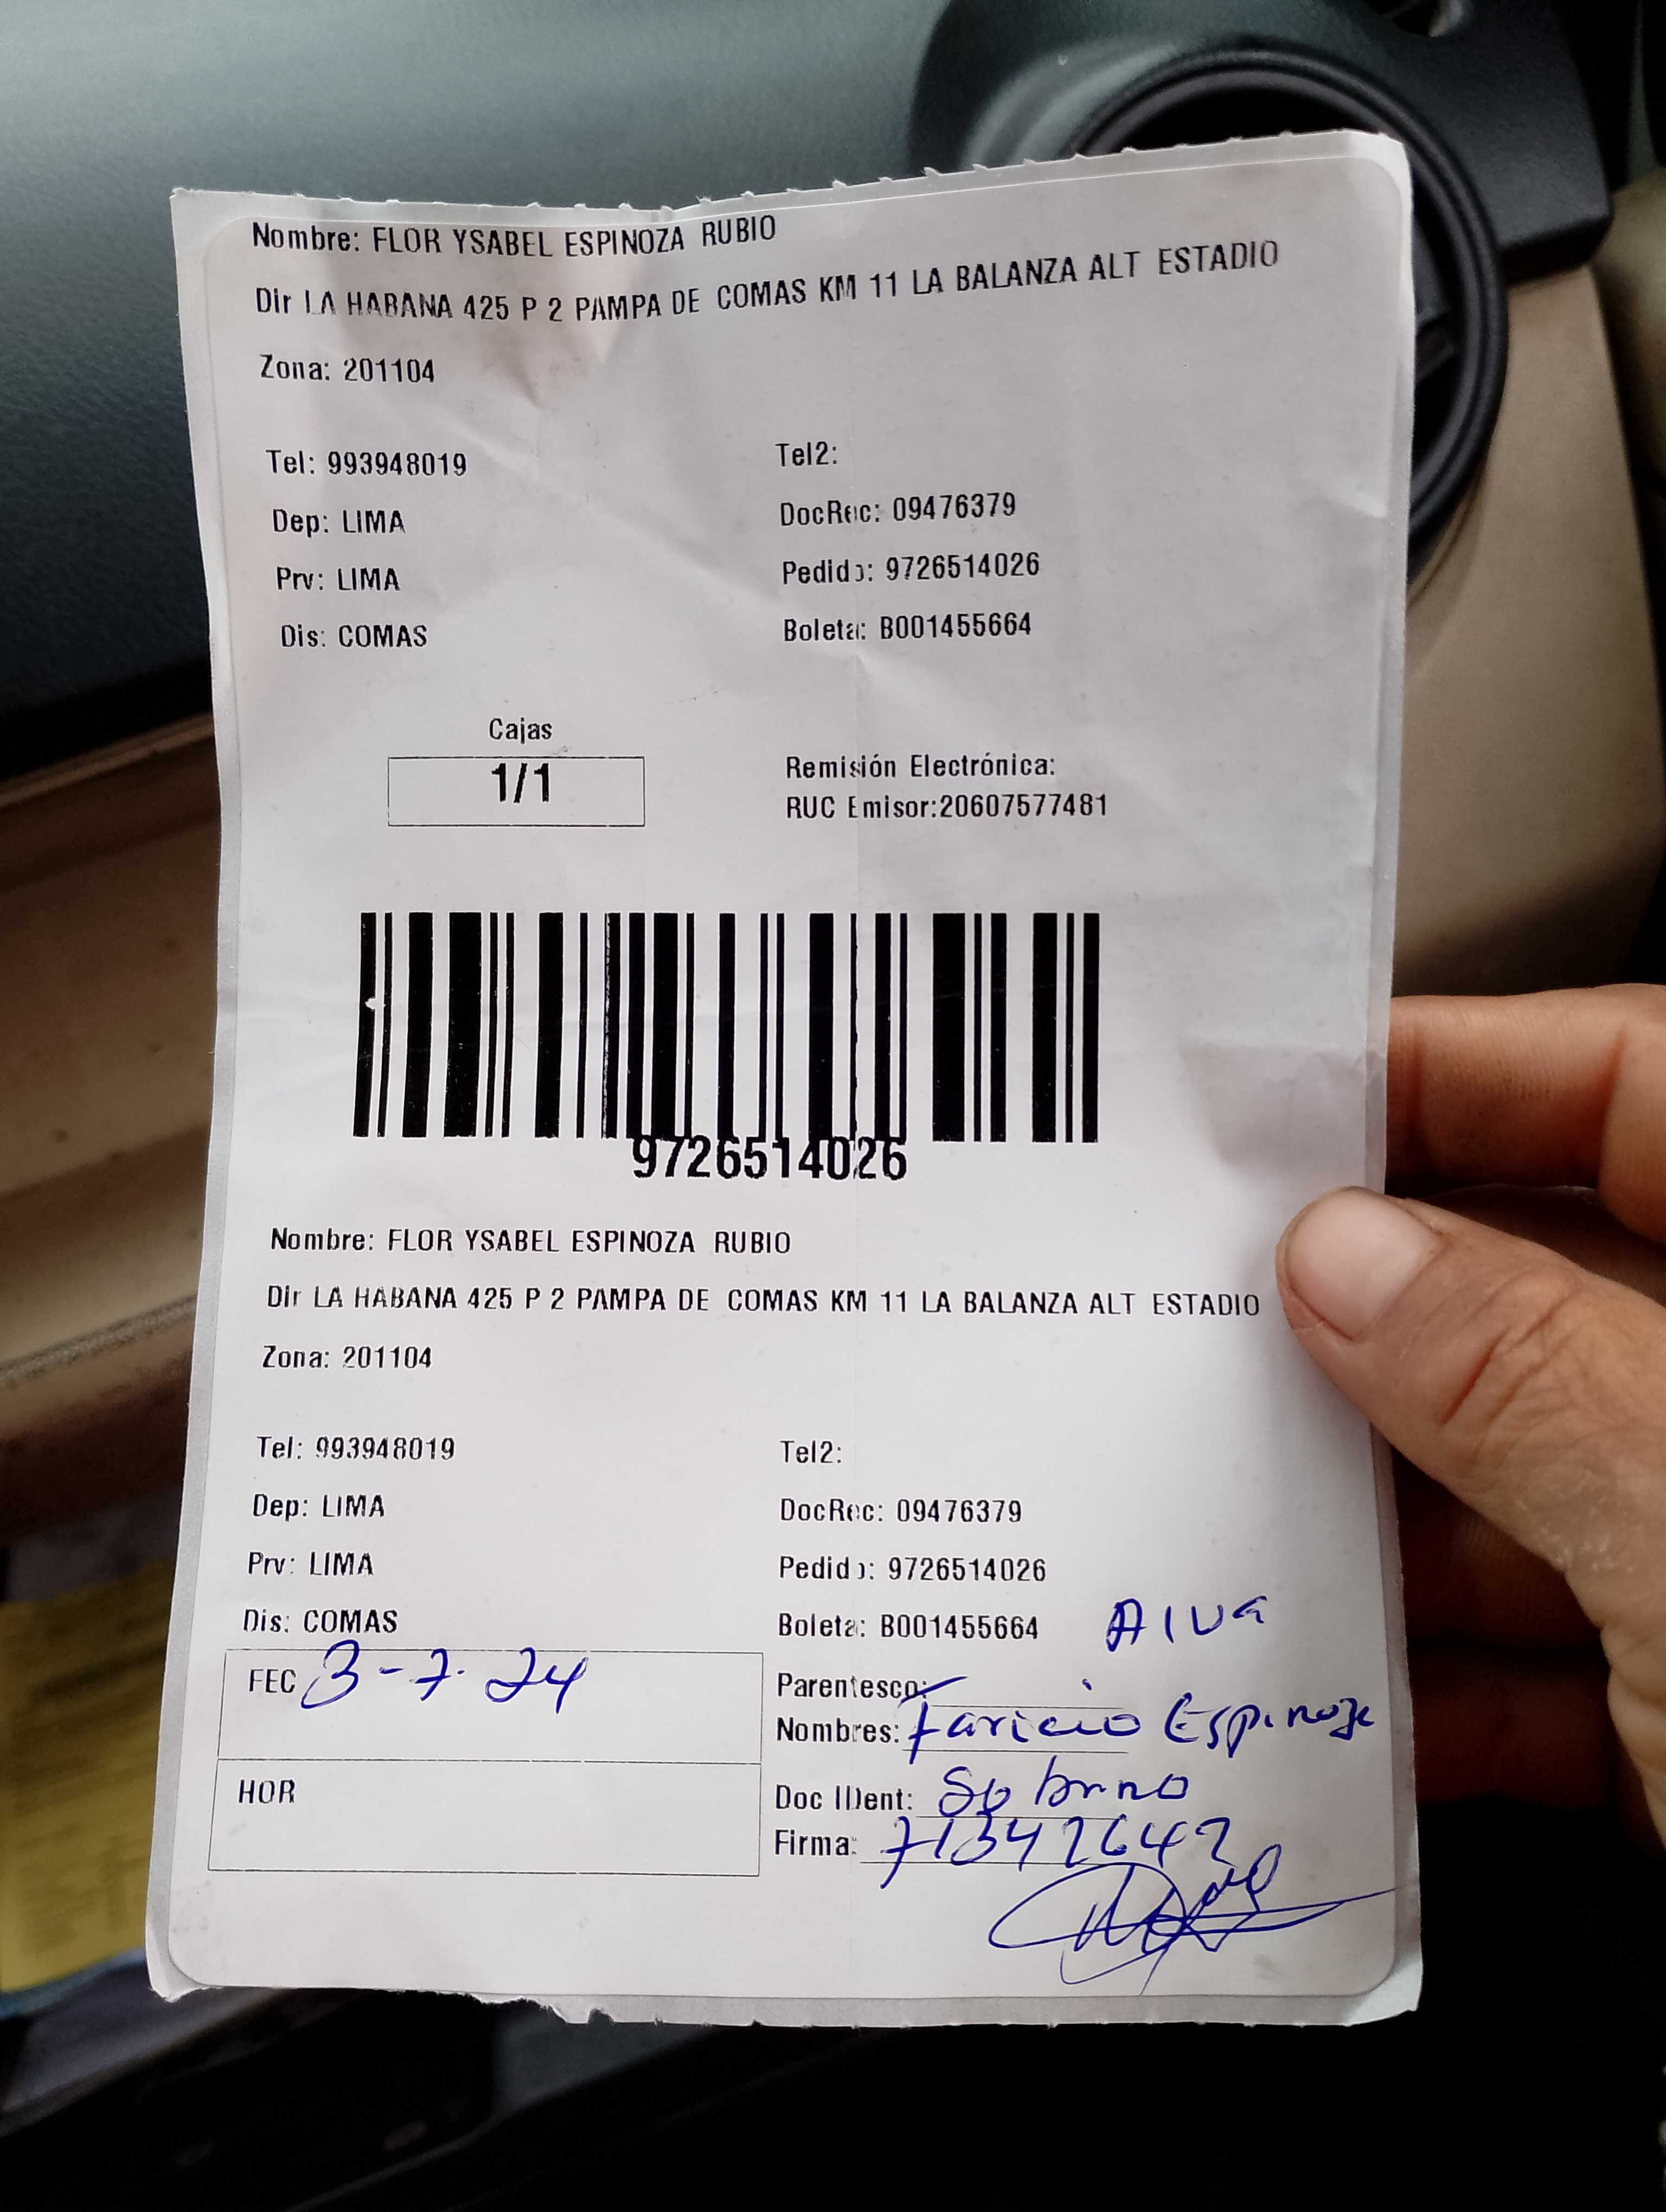 Nombre: FLOR YSABEL ESPINOZA RUBIO
Dir LA HABANA 425 P 2 PAMPA DE COMAS KM 11 LA BALANZA ALT ESTADIO
Zona: 201104
Tel: 993948019 Tel2:
Dep: LIMA DocRec: 09476379
Prv: LIMA Pedido: 9726514026
Dis: COMAS Boleta: B001455664
Cajas
1/1
Remisión Electrónica:
RUC Emisor:20607577481
9726514026
Nombre: FLOR YSABEL ESPINOZA RUBIO
Dir LA HABANA 425 P 2 PAMPA DE COMAS KM 11 LA BALANZA ALT ESTADIO
Zona: 201104
Tel: 993948019 Tel2:
Dep: LIMA DocRec: 09476379
Prv: LIMA Pedido: 9726514026
Dis: COMAS Boleta: B001455664
FEC 3-7-24 Parentesco:
Nombres: Espinoza
HOR Doc IDent: Sobrino
Firma: